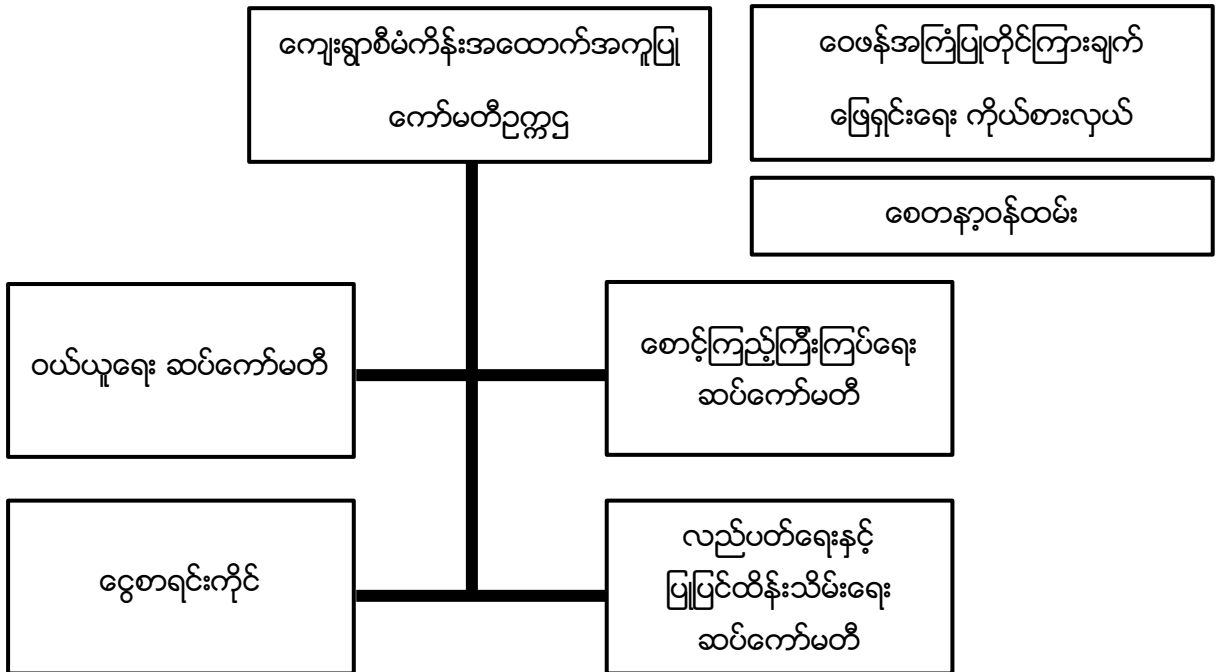 ကျေးရွာစီမံကိန်းအထောက်အကူပြု
ကော်မတီဥက္ကဌ
ဝေဖန်အကြံပြုတိုင်ကြားချက်
ဖြေရှင်းရေး ကိုယ်စားလှယ်
စေတနာ့ဝန်ထမ်း
ဝယ်ယူရေး ဆပ်ကော်မတီ
စောင့်ကြည့်ကြီးကြပ်ရေး
ဆပ်ကော်မတီ
ငွေစာရင်းကိုင်
လည်ပတ်ရေးနှင့်
ပြုပြင်ထိန်းသိမ်းရေး
ဆပ်ကော်မတီ